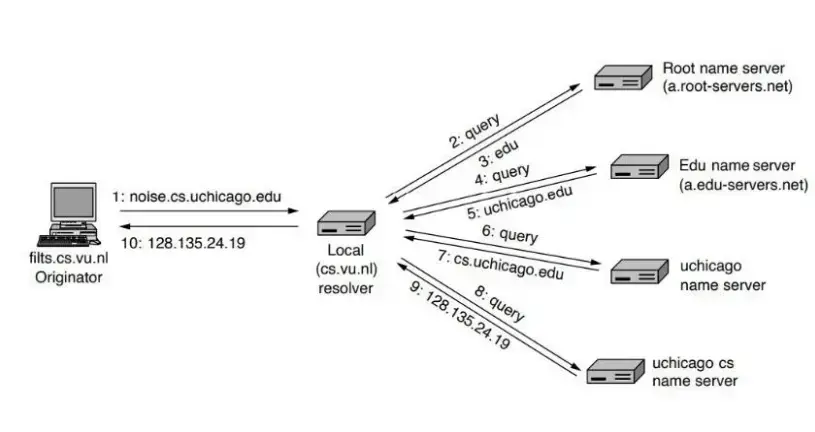 Root name server
(a.root-servers.net)
2: query
3: edu
4: query
5: uchicago.edu
Edu name server
(a.edu-servers.net)
1: noise.cs.uchicago.edu
10: 128.135.24.19
filts.cs.vu.nl
Originator
Local
(cs.vu.nl)
resolver
6: query
7: cs.uchicago.edu
uchicago
name server
8: query
9: 128.135.24.19
uchicago cs
name server